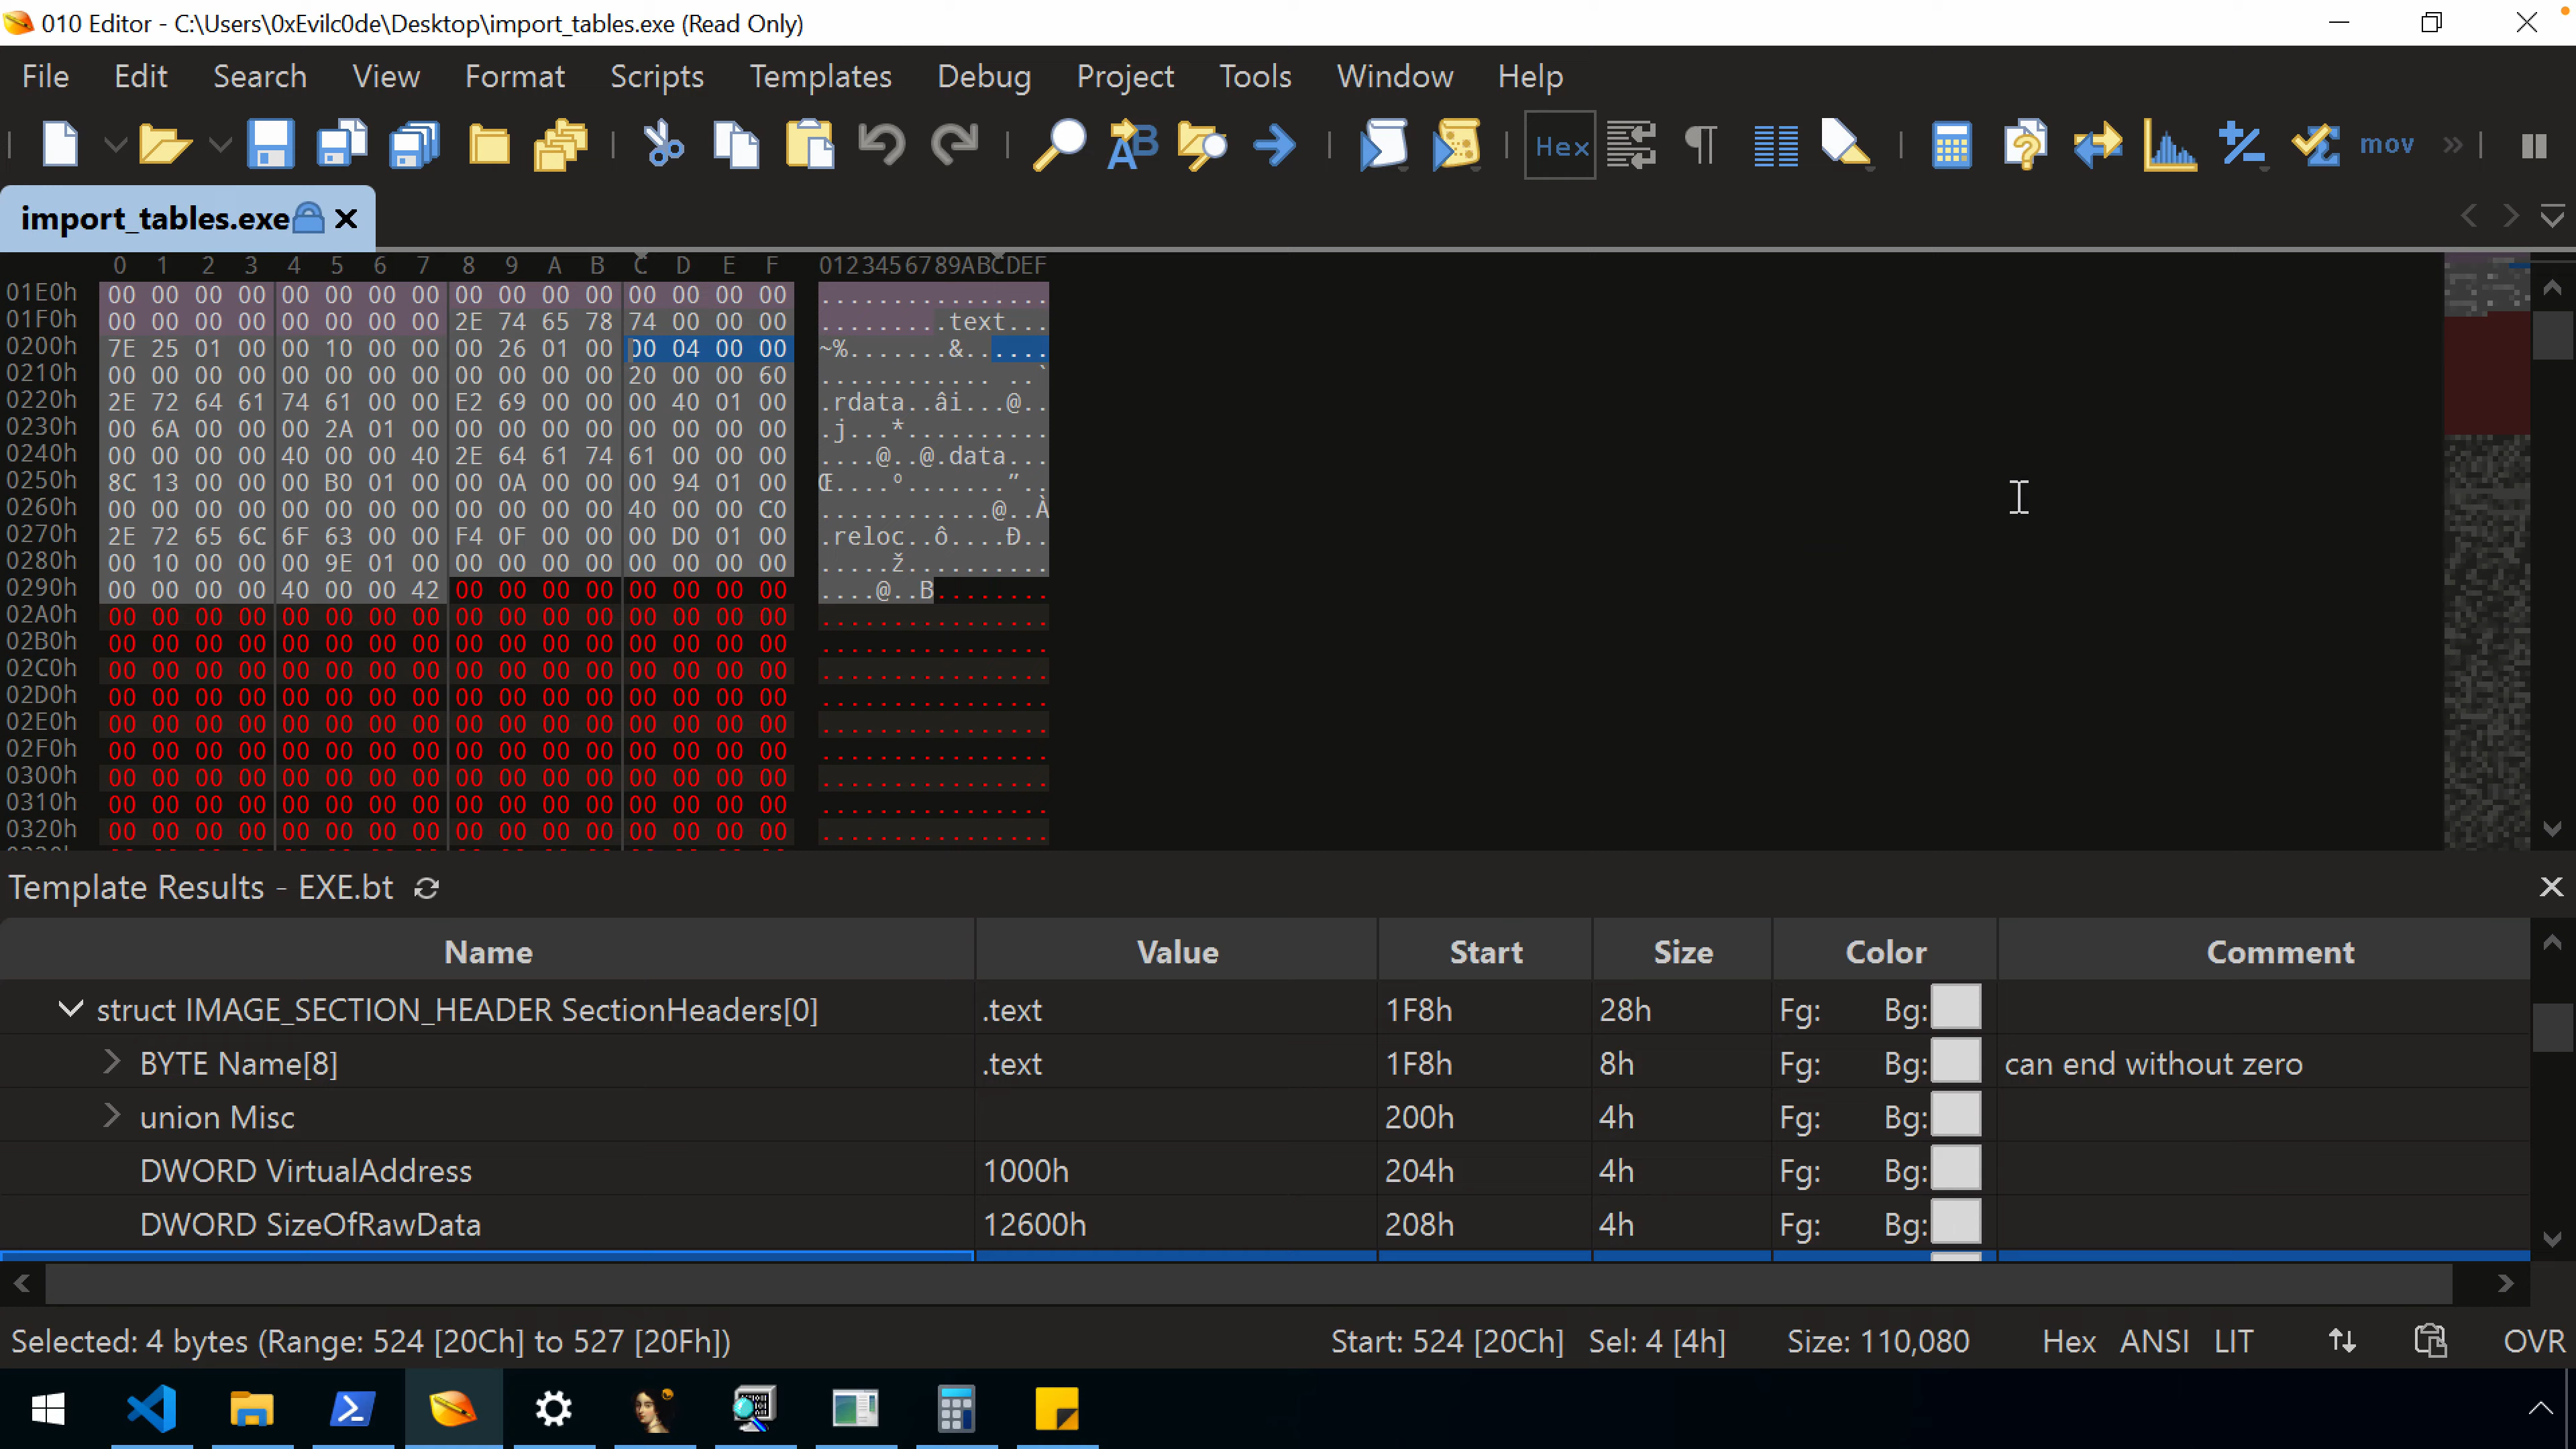 010 Editor - C:\Users\0xEvilc0de\Desktop\import_tables.exe (Read Only)
File Edit Search View Format Scripts Templates Debug Project Tools Window Help
Hex mov »
import_tables.exe
0 1 2 3 4 5 6 7 8 9 A B C D E F 0123456789ABCDEF
01E0h 00 00 00 00 00 00 00 00 00 00 00 00 00 00 00 00 ................
01F0h 00 00 00 00 00 00 00 00 2E 74 65 78 74 00 00 00 .........text...
0200h 7E 25 01 00 00 10 00 00 00 26 01 00 00 04 00 00 ~%.......&......
0210h 00 00 00 00 00 00 00 00 00 00 00 00 20 00 00 60 ............ ..`
0220h 2E 72 64 61 74 61 00 00 E2 69 00 00 00 40 01 00 .rdata..âi...@..
0230h 00 6A 00 00 00 2A 01 00 00 00 00 00 00 00 00 00 .j...*..........
0240h 00 00 00 00 40 00 00 40 2E 64 61 74 61 00 00 00 ....@..@.data...
0250h 8C 13 00 00 00 B0 01 00 00 0A 00 00 00 94 01 00 Œ....°.......”..
0260h 00 00 00 00 00 00 00 00 00 00 00 00 40 00 00 C0 ............@..À
0270h 2E 72 65 6C 6F 63 00 00 F4 0F 00 00 00 D0 01 00 .reloc..ô....Ð..
0280h 00 10 00 00 00 9E 01 00 00 00 00 00 00 00 00 00 .....ž..........
0290h 00 00 00 00 40 00 00 42 00 00 00 00 00 00 00 00 ....@..B........
02A0h 00 00 00 00 00 00 00 00 00 00 00 00 00 00 00 00 ................
02B0h 00 00 00 00 00 00 00 00 00 00 00 00 00 00 00 00 ................
02C0h 00 00 00 00 00 00 00 00 00 00 00 00 00 00 00 00 ................
02D0h 00 00 00 00 00 00 00 00 00 00 00 00 00 00 00 00 ................
02E0h 00 00 00 00 00 00 00 00 00 00 00 00 00 00 00 00 ................
02F0h 00 00 00 00 00 00 00 00 00 00 00 00 00 00 00 00 ................
0300h 00 00 00 00 00 00 00 00 00 00 00 00 00 00 00 00 ................
0310h 00 00 00 00 00 00 00 00 00 00 00 00 00 00 00 00 ................
0320h 00 00 00 00 00 00 00 00 00 00 00 00 00 00 00 00 ................
Template Results - EXE.bt
Name Value Start Size Color Comment
struct IMAGE_SECTION_HEADER SectionHeaders[0] .text 1F8h 28h Fg: Bg:
BYTE Name[8] .text 1F8h 8h Fg: Bg: can end without zero
union Misc 200h 4h Fg: Bg:
DWORD VirtualAddress 1000h 204h 4h Fg: Bg:
DWORD SizeOfRawData 12600h 208h 4h Fg: Bg:
Selected: 4 bytes (Range: 524 [20Ch] to 527 [20Fh]) Start: 524 [20Ch] Sel: 4 [4h] Size: 110,080 Hex ANSI LIT OVR